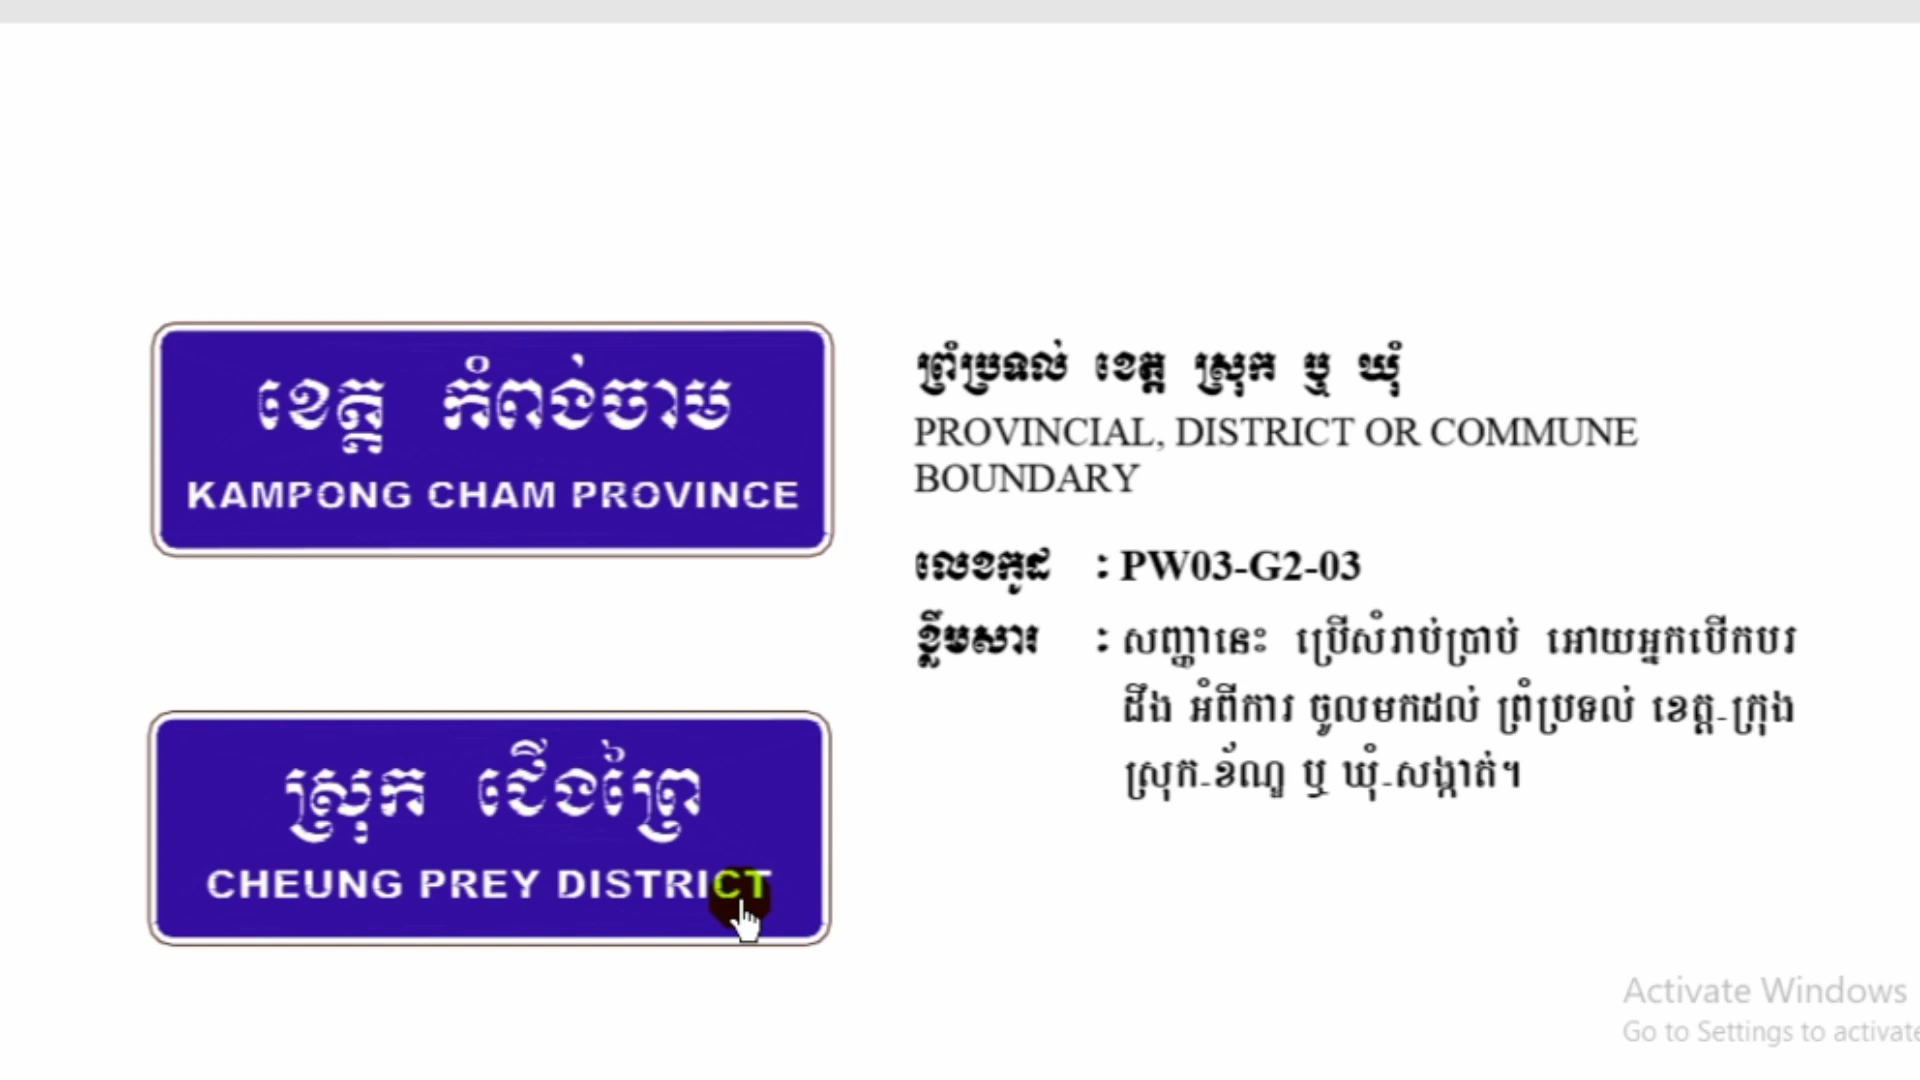 ខេត្ត កំពង់ចាម
KAMPONG CHAM PROVINCE
ស្រុក ជើងព្រៃ
CHEUNG PREY DISTRICT
ព្រំប្រទល់ ខេត្ត ស្រុក ឬ ឃុំ
PROVINCIAL, DISTRICT OR COMMUNE
BOUNDARY
លេខកូដ : PW03-G2-03
ខ្លឹមសារ : សញ្ញានេះ ប្រើសំរាប់ប្រាប់ អោយអ្នកបើកបរ
ដឹង អំពីការ ចូលមកដល់ ព្រំប្រទល់ ខេត្ត-ក្រុង
ស្រុក-ខ័ណ្ឌ ឬ ឃុំ-សង្កាត់។
Activate Windows
Go to Settings to activate